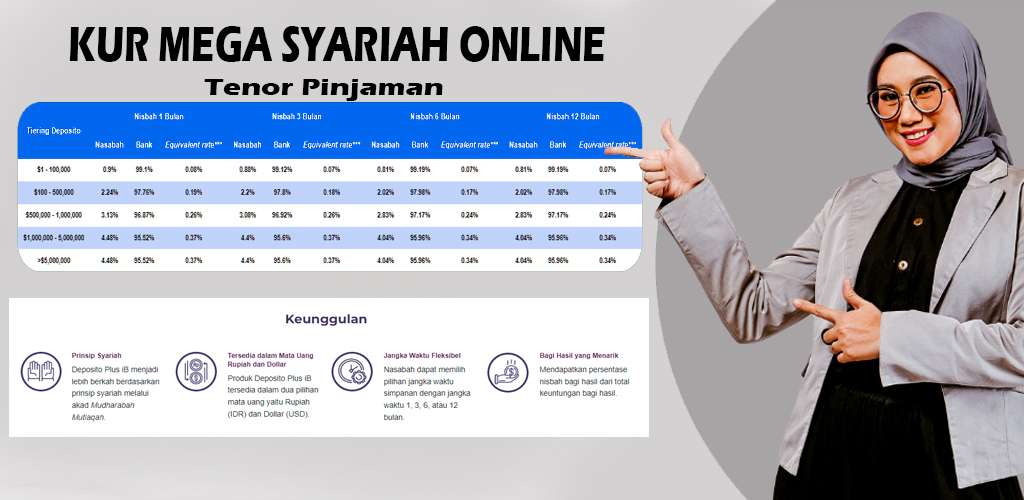 KUR MEGA SYARIAH ONLINE
Tenor Pinjaman
Tiering Deposito Nisbah 1 Bulan Nisbah 3 Bulan Nisbah 6 Bulan Nisbah 12 Bulan
Nasabah Bank Equivalent rate*** Nasabah Bank Equivalent rate*** Nasabah Bank Equivalent rate*** Nasabah Bank Equivalent rate***
$1 - 100,000 0.9% 99.1% 0.08% 0.88% 99.12% 0.07% 0.81% 99.19% 0.07% 0.81% 99.19% 0.07%
$100 - 500,000 2.24% 97.76% 0.19% 2.2% 97.8% 0.18% 2.02% 97.98% 0.17% 2.02% 97.98% 0.17%
$500,000 - 1,000,000 3.13% 96.87% 0.26% 3.08% 96.92% 0.26% 2.83% 97.17% 0.24% 2.83% 97.17% 0.24%
$1,000,000 - 5,000,000 4.48% 95.52% 0.37% 4.4% 95.6% 0.37% 4.04% 95.96% 0.34% 4.04% 95.96% 0.34%
>$5,000,000 4.48% 95.52% 0.37% 4.4% 95.6% 0.37% 4.04% 95.96% 0.34% 4.04% 95.96% 0.34%
Keunggulan
Prinsip Syariah
Deposito Plus iB menjadi
lebih berkah berdasarkan
prinsip syariah melalui
akad Mudharabah
Mutlaqah.
Tersedia dalam Mata Uang
Rupiah dan Dollar
Produk Deposito Plus iB
tersedia dalam dua pilihan
mata uang yaitu Rupiah
(IDR) dan Dollar (USD).
Jangka Waktu Fleksibel
Nasabah dapat memilih
pilihan jangka waktu
simpanan dengan jangka
waktu 1, 3, 6, atau 12
bulan.
Bagi Hasil yang Menarik
Mendapatkan persentase
nisbah bagi hasil dari total
keuntungan bagi hasil.